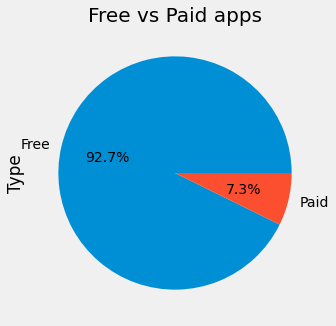 Free vs Paid apps
Free
92.7%
Type
7.3%
Paid